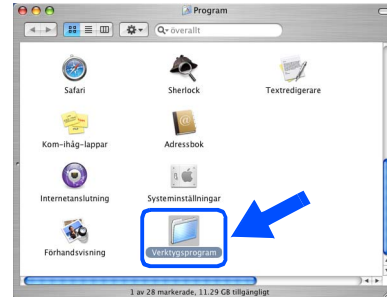 Program
överallt
Safari
Sherlock
Textredigerare
Kom-ihåg-lappar
Adressbok
Internetanslutning
Systeminställningar
Förhandsvisning
Verktygsprogram
1 av 28 markerade, 11.29 GB tillgängligt